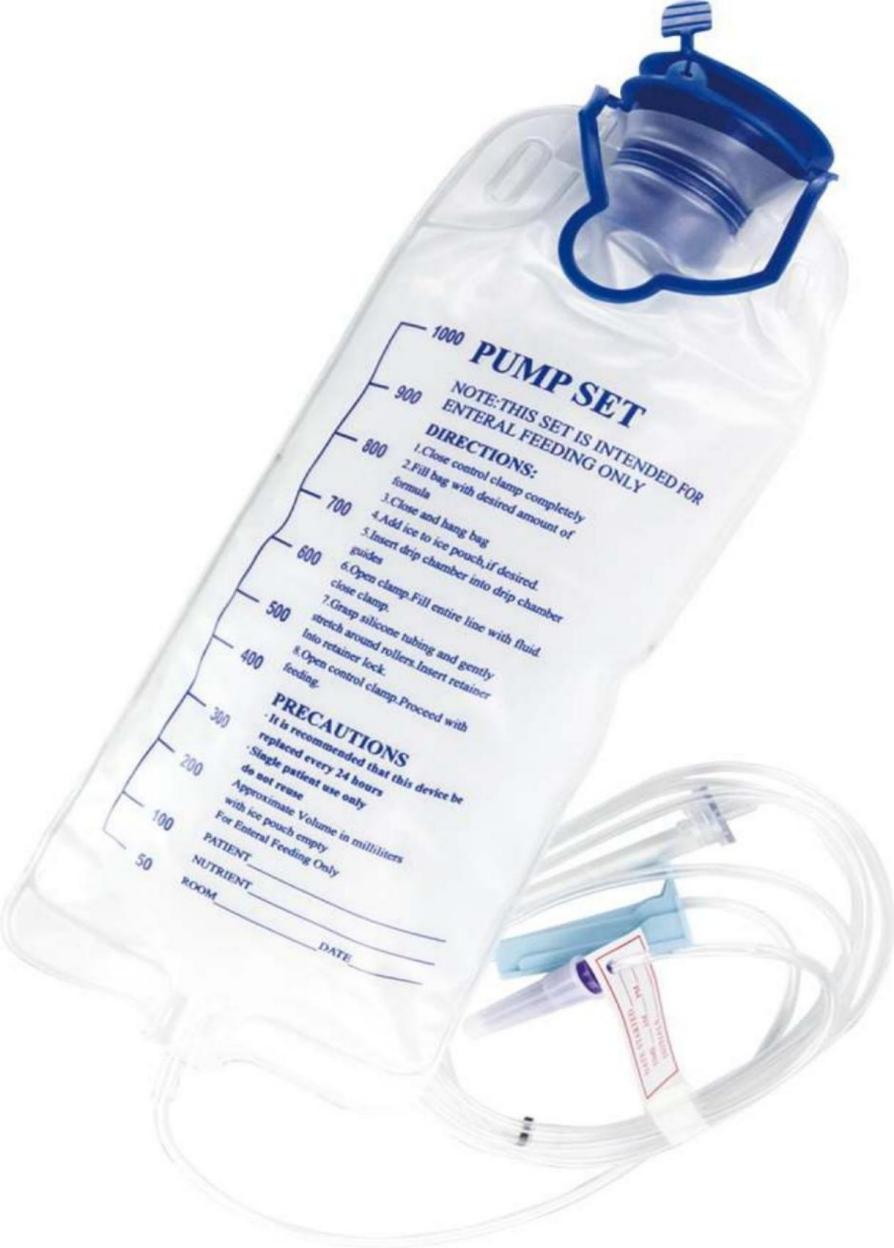 1000
PUMP SET
NOTE:THIS SET IS INTENDED FOR
ENTERAL FEEDING ONLY
900
800
700
600
500
400
300
200
100
50
DIRECTIONS:
1.Close control clamp completely
2.Fill bag with desired amount of
formula
3.Close and hang bag
4.Add ice to ice pouch,if desired.
5.Insert drip chamber into drip chamber
guides
6.Open clamp.Fill entire line with fluid.
close clamp.
7.Grasp silicone tubing and gently
stretch around rollers.Insert retainer
Into retainer lock.
8.Open control clamp.Proceed with
feeding.
PRECAUTIONS
·It is recommended that this device be
replaced every 24 hours
·Single patient use only
do not reuse
Approximate Volume in milliliters
with ice pouch empty
For Enteral Feeding Only
PATIENT
NUTRIENT
ROOM DATE
DATE STARTED
TIME AM PM
INITIALS